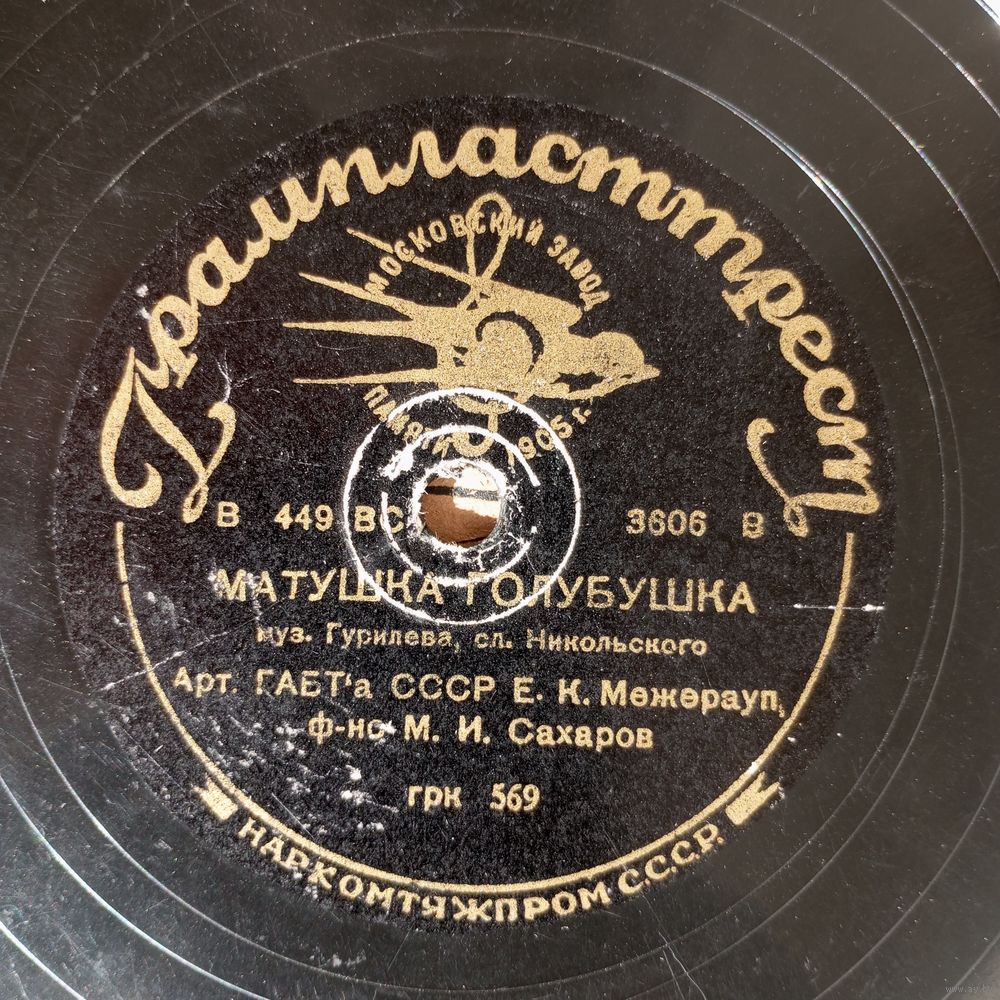 Грампласттрест
МОСКОВСКИЙ ЗАВОД
ПАМЯТИ 1905 г.
В 449 ВС 3606 В
МАТУШКА ГОЛУБУШКА
муз. Гурилева, сл. Никольского
Арт. ГАБТ'а СССР Е. К. Межерауп,
ф-но М. И. Сахаров
грк 569
НАРКОМТЯЖПРОМ С.С.С.Р.